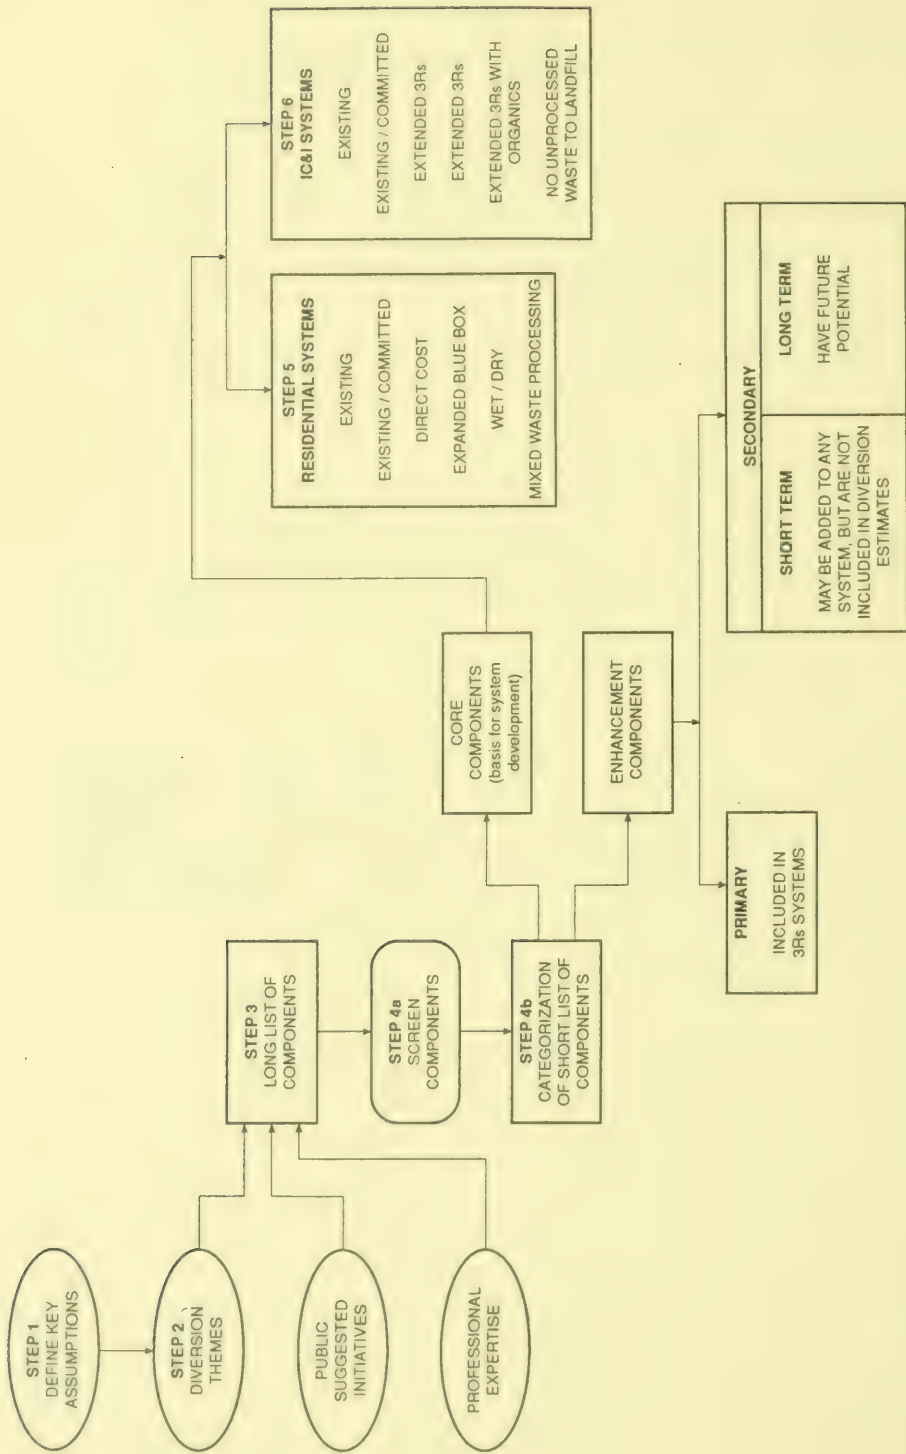 STEP 1
DEFINE KEY
ASSUMPTIONS
STEP 2
DIVERSION
THEMES
PUBLIC
SUGGESTED
INITIATIVES
PROFESSIONAL
EXPERTISE
STEP 3
LONG LIST OF
COMPONENTS
STEP 4a
SCREEN
COMPONENTS
STEP 4b
CATEGORIZATION
OF SHORT LIST OF
COMPONENTS
CORE
COMPONENTS
(basis for system
development)
ENHANCEMENT
COMPONENTS
STEP 5
RESIDENTIAL SYSTEMS
EXISTING
EXISTING / COMMITTED
DIRECT COST
EXPANDED BLUE BOX
WET / DRY
MIXED WASTE PROCESSING
STEP 6
IC&I SYSTEMS
EXISTING
EXISTING / COMMITTED
EXTENDED 3Rs
EXTENDED 3Rs
EXTENDED 3Rs WITH
ORGANICS
NO UNPROCESSED
WASTE TO LANDFILL
PRIMARY
INCLUDED IN
3Rs SYSTEMS
SECONDARY
SHORT TERM
MAY BE ADDED TO ANY
SYSTEM, BUT ARE NOT
INCLUDED IN DIVERSION
ESTIMATES
LONG TERM
HAVE FUTURE
POTENTIAL